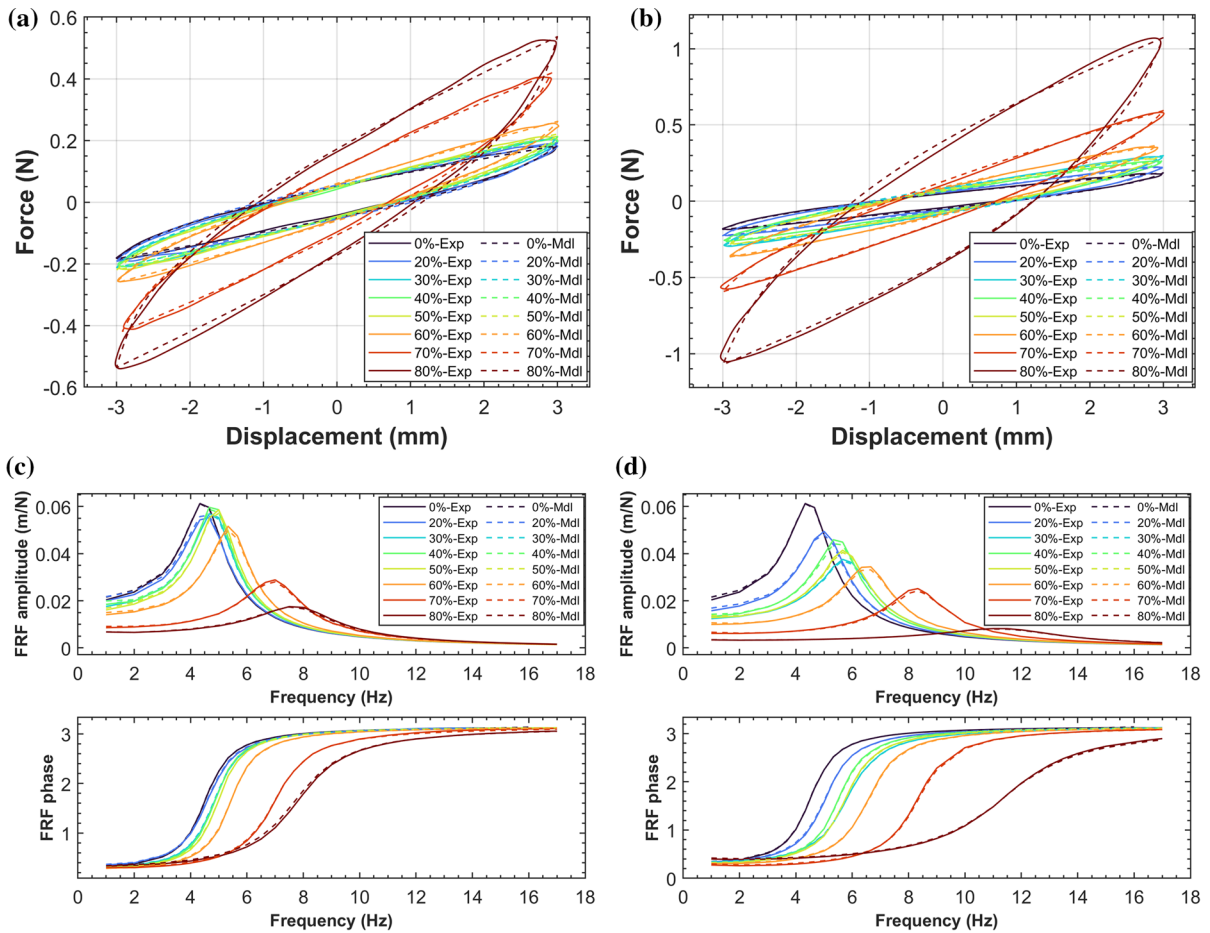 (a)
0.6
0.4
0.2
0
-0.2
-0.4
-0.6
Force (N)
-3 -2 -1 0 1 2 3
Displacement (mm)
0%-Exp 0%-Mdl
20%-Exp 20%-Mdl
30%-Exp 30%-Mdl
40%-Exp 40%-Mdl
50%-Exp 50%-Mdl
60%-Exp 60%-Mdl
70%-Exp 70%-Mdl
80%-Exp 80%-Mdl
(b)
1
0.5
0
-0.5
-1
Force (N)
-3 -2 -1 0 1 2 3
Displacement (mm)
0%-Exp 0%-Mdl
20%-Exp 20%-Mdl
30%-Exp 30%-Mdl
40%-Exp 40%-Mdl
50%-Exp 50%-Mdl
60%-Exp 60%-Mdl
70%-Exp 70%-Mdl
80%-Exp 80%-Mdl
(c)
0.06
0.04
0.02
0
FRF amplitude (m/N)
0 2 4 6 8 10 12 14 16 18
Frequency (Hz)
0%-Exp 0%-Mdl
20%-Exp 20%-Mdl
30%-Exp 30%-Mdl
40%-Exp 40%-Mdl
50%-Exp 50%-Mdl
60%-Exp 60%-Mdl
70%-Exp 70%-Mdl
80%-Exp 80%-Mdl
3
2
1
0
FRF phase
0 2 4 6 8 10 12 14 16 18
Frequency (Hz)
(d)
0.06
0.04
0.02
0
FRF amplitude (m/N)
0 2 4 6 8 10 12 14 16 18
Frequency (Hz)
0%-Exp 0%-Mdl
20%-Exp 20%-Mdl
30%-Exp 30%-Mdl
40%-Exp 40%-Mdl
50%-Exp 50%-Mdl
60%-Exp 60%-Mdl
70%-Exp 70%-Mdl
80%-Exp 80%-Mdl
3
2
1
0
FRF phase
0 2 4 6 8 10 12 14 16 18
Frequency (Hz)